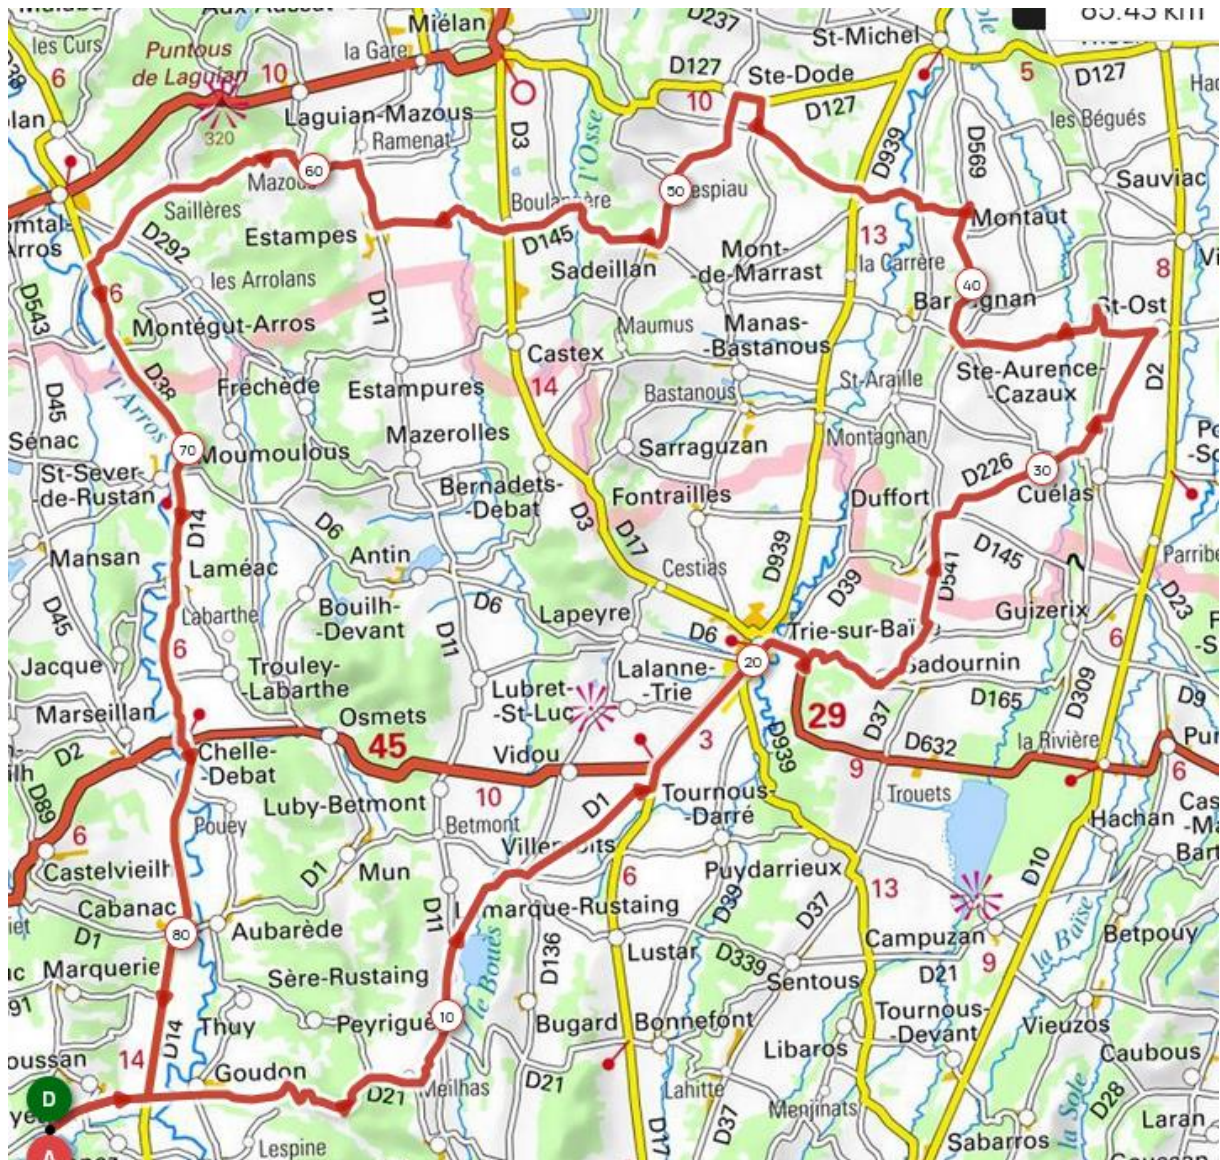 D237
St-Michel
85.43 km
les Curs
Miélan
la Gare
Puntous
de Laguian
6
10
D127
Ste-Dode
10
D127
5
D127
320
Laguian-Mazous
Ramenat
D3
l'Osse
D939
D569
les Bégués
Sauviac
Mazous
60
50
Saillères
D292
Estampes
D145
Montaut
13
Sadeillan
Mont-
-de-Marrast
la Carrère
8
les Arrolans
D543
6
D11
40
St-Ost
Montégut-Arros
Maumus
Manas-
-Bastanous
D38
l'Arros
Castex
14
D2
Fréchède
Estampures
Bastanous
St-Araille
Ste-Aurence-
-Cazaux
D45
Sénac
70
Moumoulous
Mazerolles
Sarraguzan
Montagnan
St-Sever-
de-Rustan
Bernadets-
-Debat
Fontrailles
Duffort
D226
30
Cuélas
D14
D6
D3
D17
Mansan
Laméac
Antin
Cestias
D939
D39
D541
D145
D45
Labarthe
Bouilh-
-Devant
D6
D11
Lapeyre
D6
Guizerix
D23
6
Jacque
6
Trouley-
-Labarthe
Lalanne-
-Trie
20
Sadournin
Marseillan
Lubret-
-St-Luc
D165
D309
D9
Osmets
45
29
D37
D2
Chelle-
-Debat
Vidou
3
D939
D632
la Rivière
9
6
D89
Luby-Betmont
10
D1
Tournous-
-Darré
Trouets
Hachan
6
Pouey
Betmont
Castelvieilh
D1
Mun
Puydarrieux
6
13
D10
Cabanac
80
Aubarède
D11
D39
D37
D1
Lustar
Campuzan
la Baïse
Betpouy
Marquerie
Sère-Rustaing
D136
D339
Sentous
D21
9
le Bouès
Thuy
10
Bugard
Bonnefont
Tournous-
-Devant
Vieuzos
D14
14
Libaros
Caubous
D
Goudon
D21
Meilhas
D21
Lahitte
D28
la Sole
D37
Menjinats
Laran
A
Lespine
D17
Sabarros